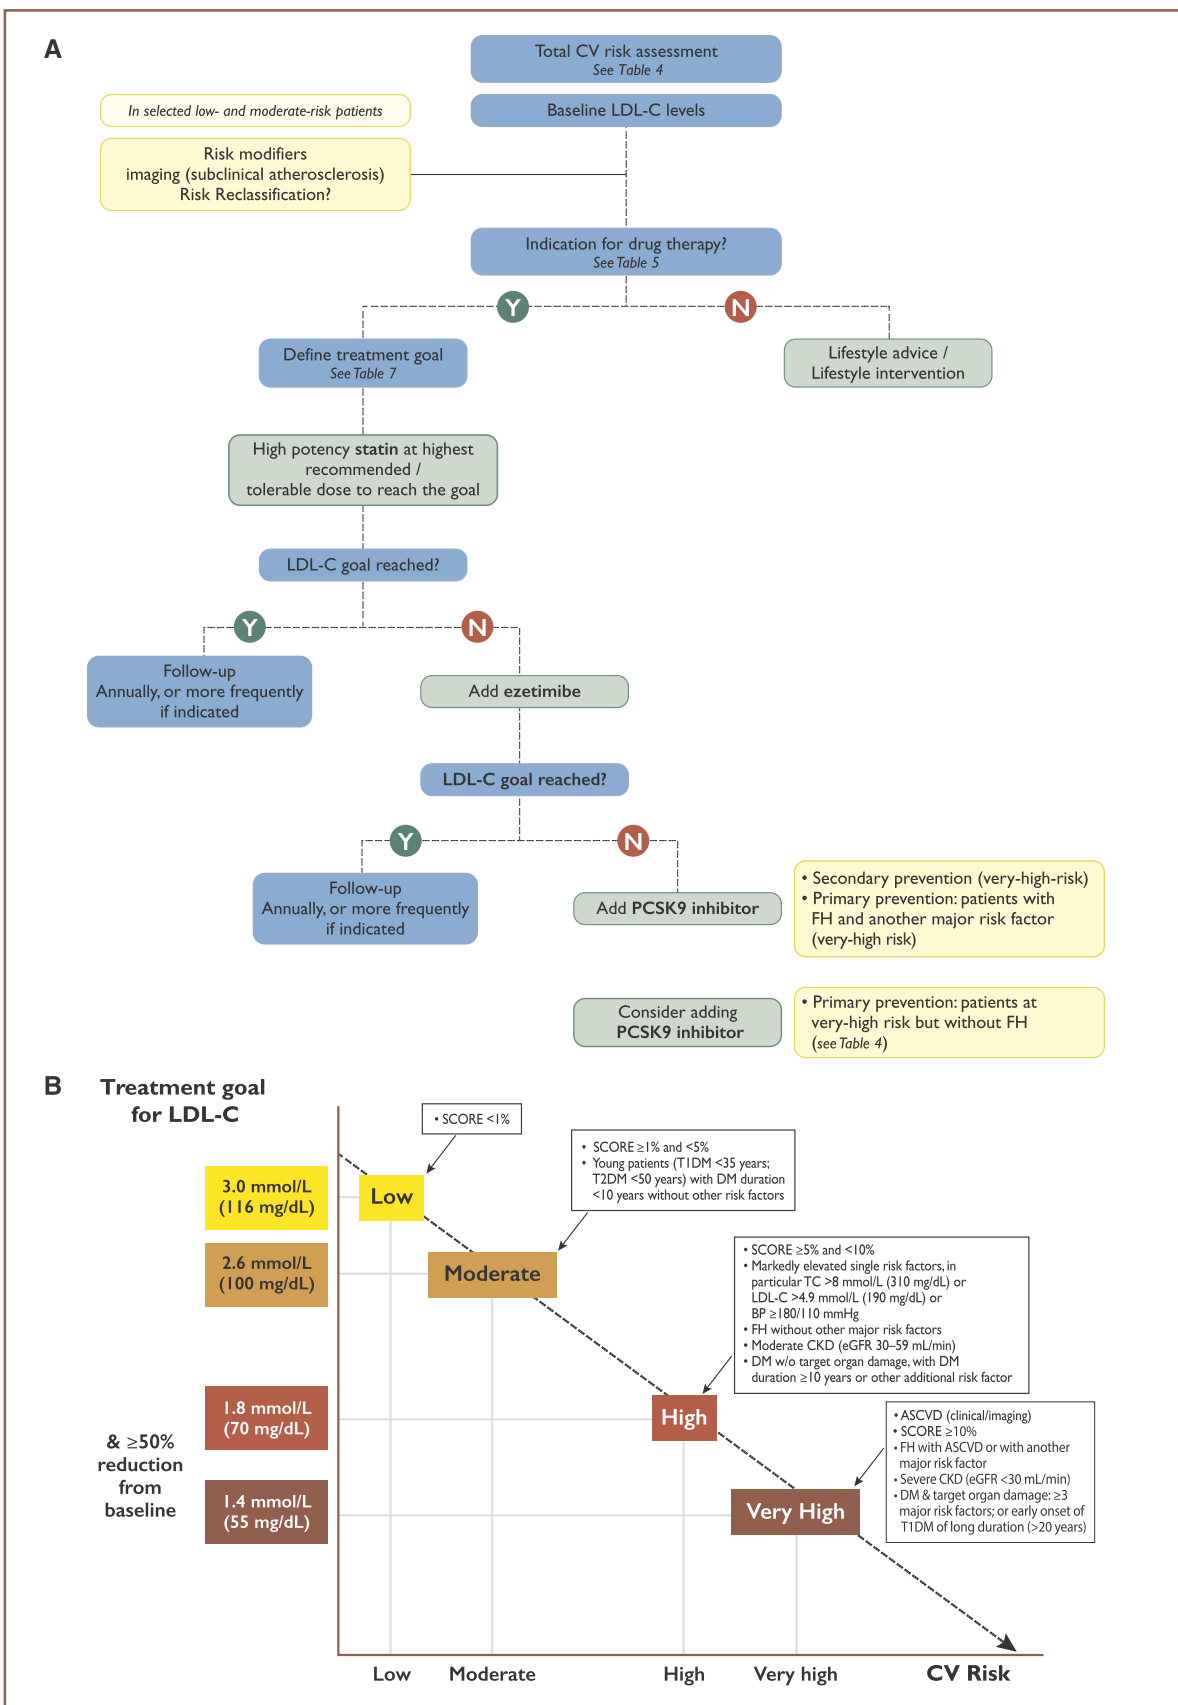 A
Total CV risk assessment
See Table 4
In selected low- and moderate-risk patients
Baseline LDL-C levels
Risk modifiers
imaging (subclinical atherosclerosis)
Risk Reclassification?
Indication for drug therapy?
See Table 5
Y
N
Define treatment goal
See Table 7
Lifestyle advice /
Lifestyle intervention
High potency statin at highest
recommended /
tolerable dose to reach the goal
LDL-C goal reached?
Y
N
Follow-up
Annually, or more frequently
if indicated
Add ezetimibe
LDL-C goal reached?
Y
N
Follow-up
Annually, or more frequently
if indicated
Add PCSK9 inhibitor
• Secondary prevention (very-high-risk)
• Primary prevention: patients with
FH and another major risk factor
(very-high risk)
Consider adding
PCSK9 inhibitor
• Primary prevention: patients at
very-high risk but without FH
(see Table 4)
B
Treatment goal
for LDL-C
• SCORE <1%
• SCORE ≥1% and <5%
• Young patients (T1DM <35 years;
T2DM <50 years) with DM duration
<10 years without other risk factors
3.0 mmol/L
(116 mg/dL)
Low
2.6 mmol/L
(100 mg/dL)
Moderate
• SCORE ≥5% and <10%
• Markedly elevated single risk factors, in
particular TC >8 mmol/L (310 mg/dL) or
LDL-C >4.9 mmol/L (190 mg/dL) or
BP ≥180/110 mmHg
• FH without other major risk factors
• Moderate CKD (eGFR 30–59 mL/min)
• DM w/o target organ damage, with DM
duration ≥10 years or other additional risk factor
1.8 mmol/L
(70 mg/dL)
High
• ASCVD (clinical/imaging)
• SCORE ≥10%
• FH with ASCVD or with another
major risk factor
• Severe CKD (eGFR <30 mL/min)
• DM & target organ damage: ≥3
major risk factors; or early onset of
T1DM of long duration (>20 years)
& ≥50%
reduction
from
baseline
1.4 mmol/L
(55 mg/dL)
Very High
Low
Moderate
High
Very high
CV Risk